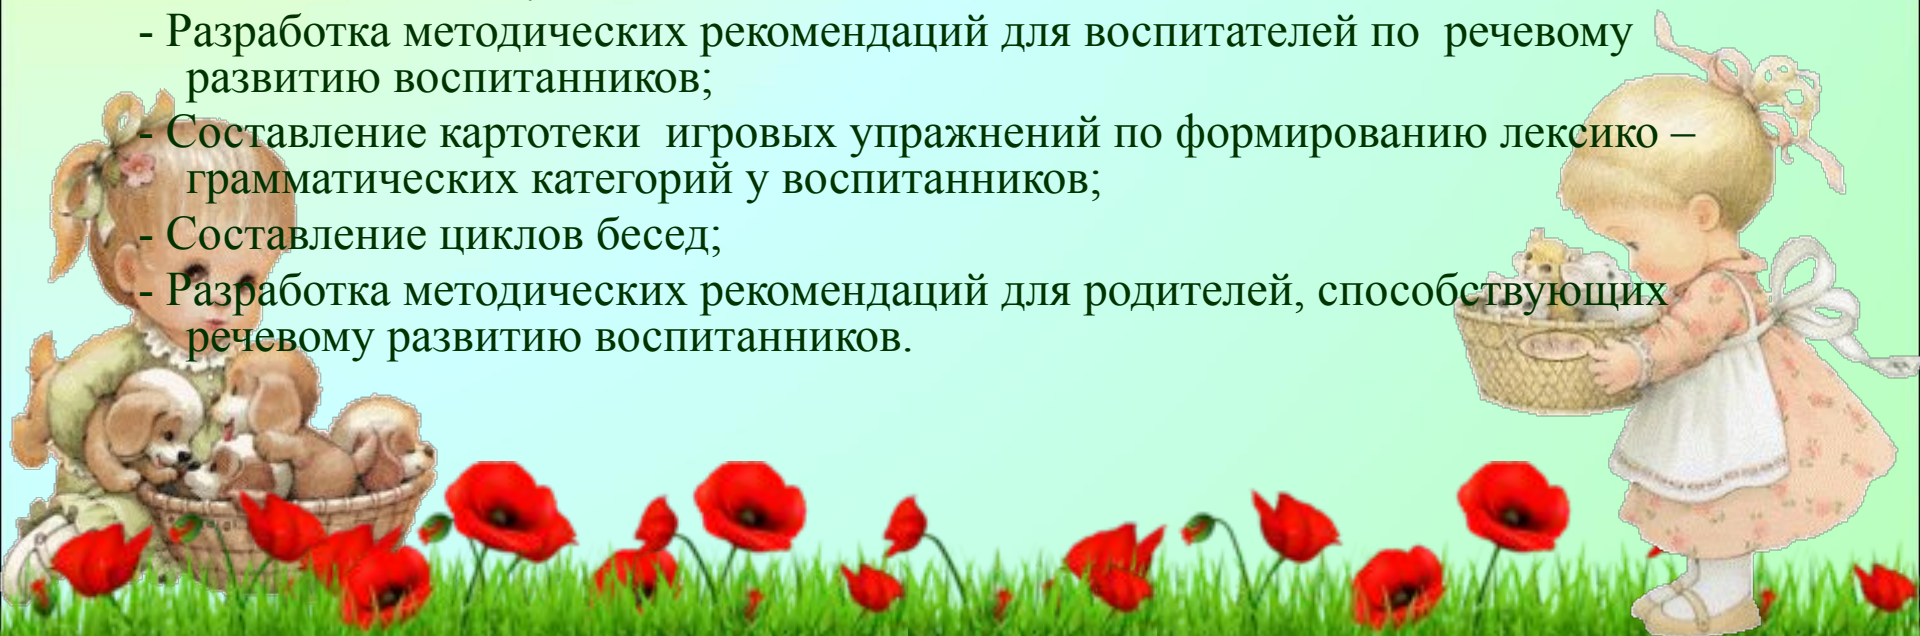 - Разработка методических рекомендаций для воспитателей по речевому
развитию воспитанников;
- Составление картотеки игровых упражнений по формированию лексико –
грамматических категорий у воспитанников;
- Составление циклов бесед;
- Разработка методических рекомендаций для родителей, способствующих
речевому развитию воспитанников.